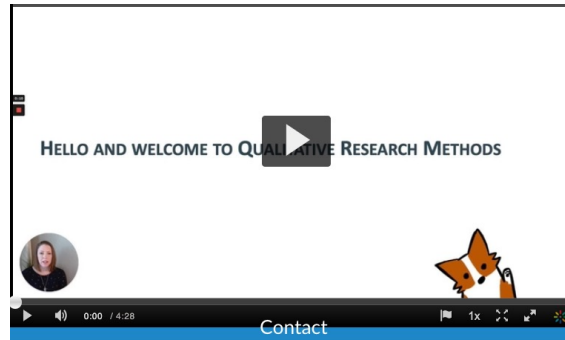 HELLO AND WELCOME TO QUALITATIVE RESEARCH METHODS
0:00 / 4:28
1x
Contact